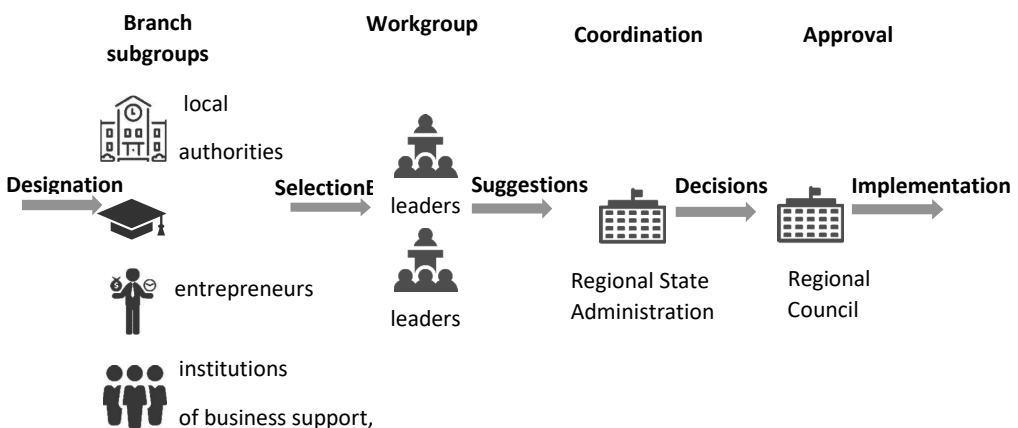 Branch
subgroups
Workgroup
Coordination
Approval
local
authorities
Designation
SelectionE
Suggestions
Decisions
Implementation
leaders
entrepreneurs
leaders
Regional State
Administration
Regional
Council
institutions
of business support,